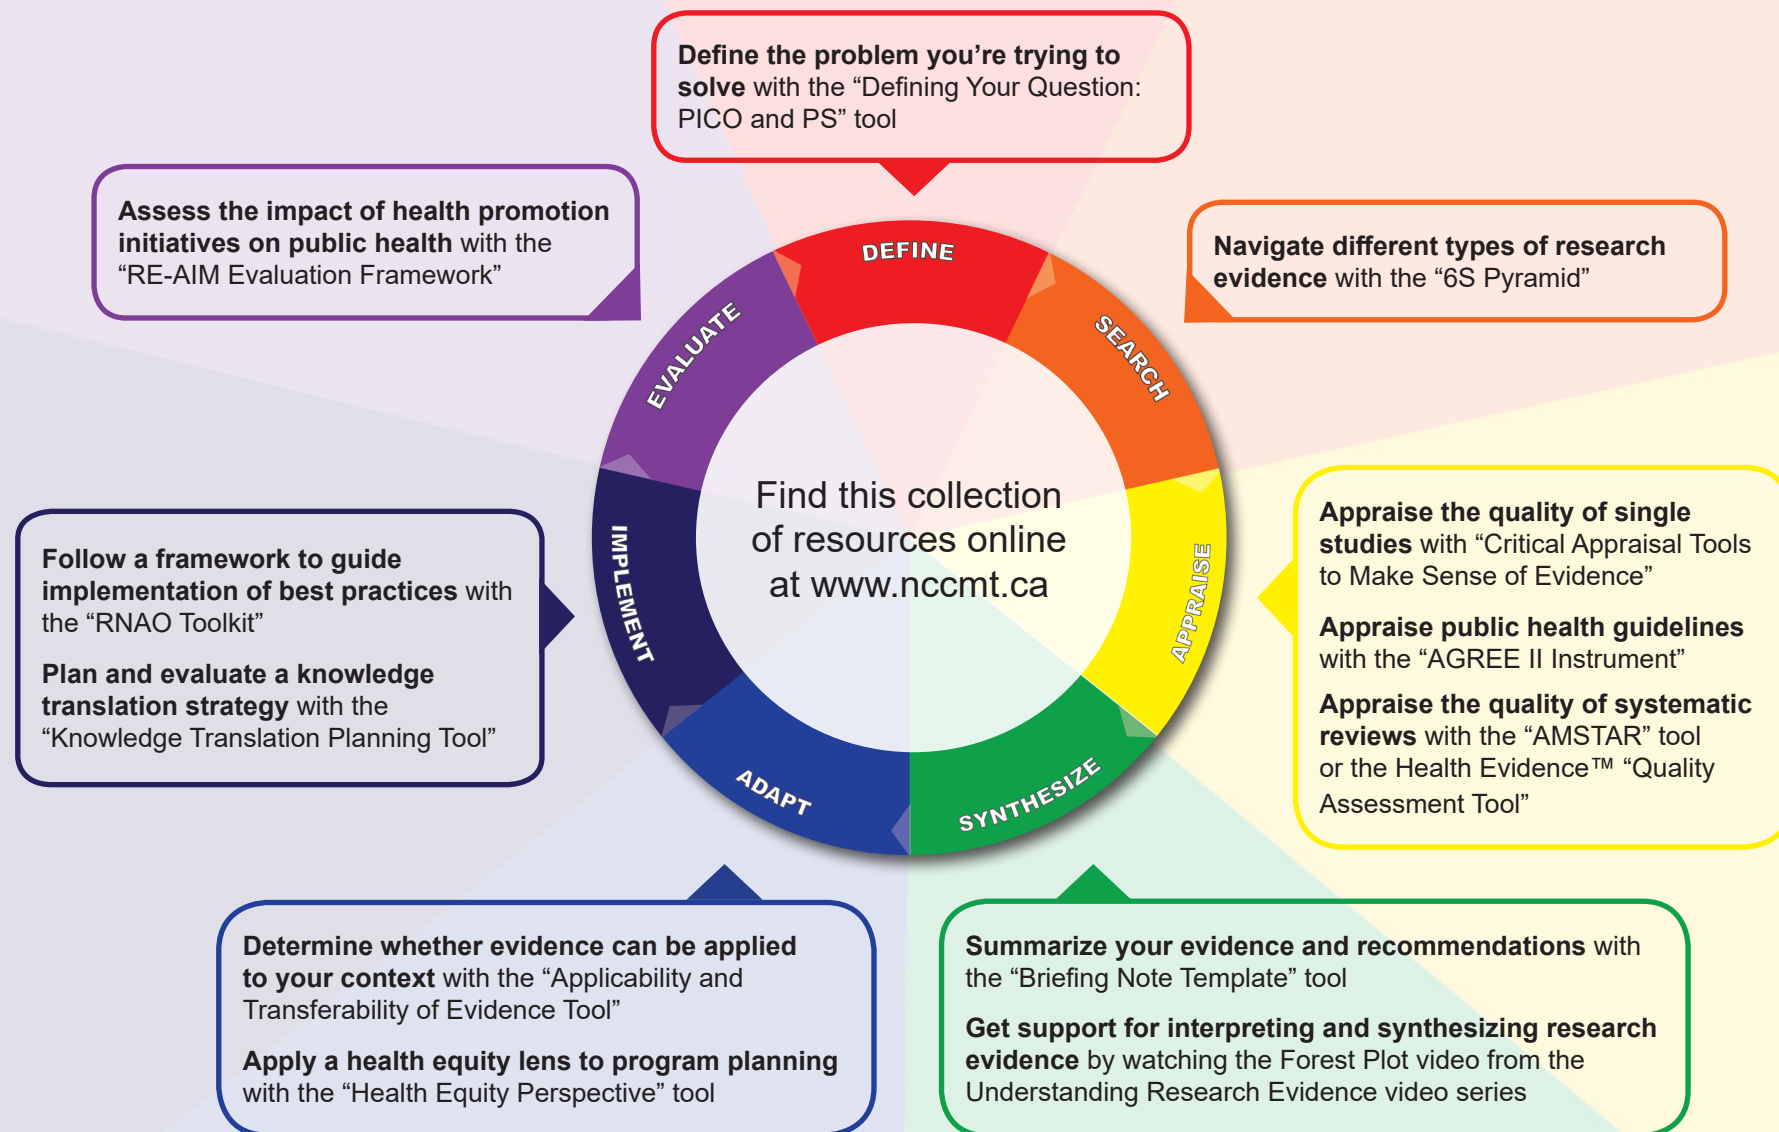 Define the problem you’re trying to
solve with the “Defining Your Question:
PICO and PS” tool
Assess the impact of health promotion
initiatives on public health with the
“RE-AIM Evaluation Framework”
Navigate different types of research
evidence with the “6S Pyramid”
DEFINE
SEARCH
APPRAISE
SYNTHESIZE
ADAPT
IMPLEMENT
EVALUATE
Find this collection
of resources online
at www.nccmt.ca
Appraise the quality of single
studies with “Critical Appraisal Tools
to Make Sense of Evidence”
Appraise public health guidelines
with the “AGREE II Instrument”
Appraise the quality of systematic
reviews with the “AMSTAR” tool
or the Health Evidence™ “Quality
Assessment Tool”
Follow a framework to guide
implementation of best practices with
the “RNAO Toolkit”
Plan and evaluate a knowledge
translation strategy with the
“Knowledge Translation Planning Tool”
Determine whether evidence can be applied
to your context with the “Applicability and
Transferability of Evidence Tool”
Apply a health equity lens to program planning
with the “Health Equity Perspective” tool
Summarize your evidence and recommendations with
the “Briefing Note Template” tool
Get support for interpreting and synthesizing research
evidence by watching the Forest Plot video from the
Understanding Research Evidence video series